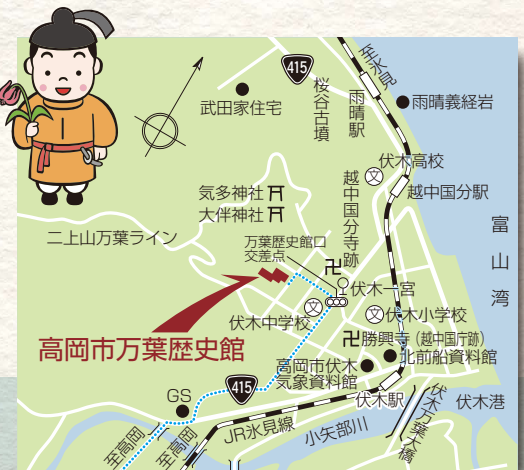 至氷見
415
桜谷古墳
雨晴駅
武田家住宅
雨晴義経岩
伏木高校
文
越中国分駅
越中国分寺跡
気多神社
大伴神社
二上山万葉ライン
万葉歴史館口
交差点
富山湾
卍
伏木一宮
文
伏木中学校
文
伏木小学校
高岡市万葉歴史館
卍勝興寺(越中国庁跡)
北前船資料館
高岡市伏木
気象資料館
415
GS
伏木駅
伏木港
伏木万葉大橋
JR氷見線
小矢部川
至高岡
至高岡